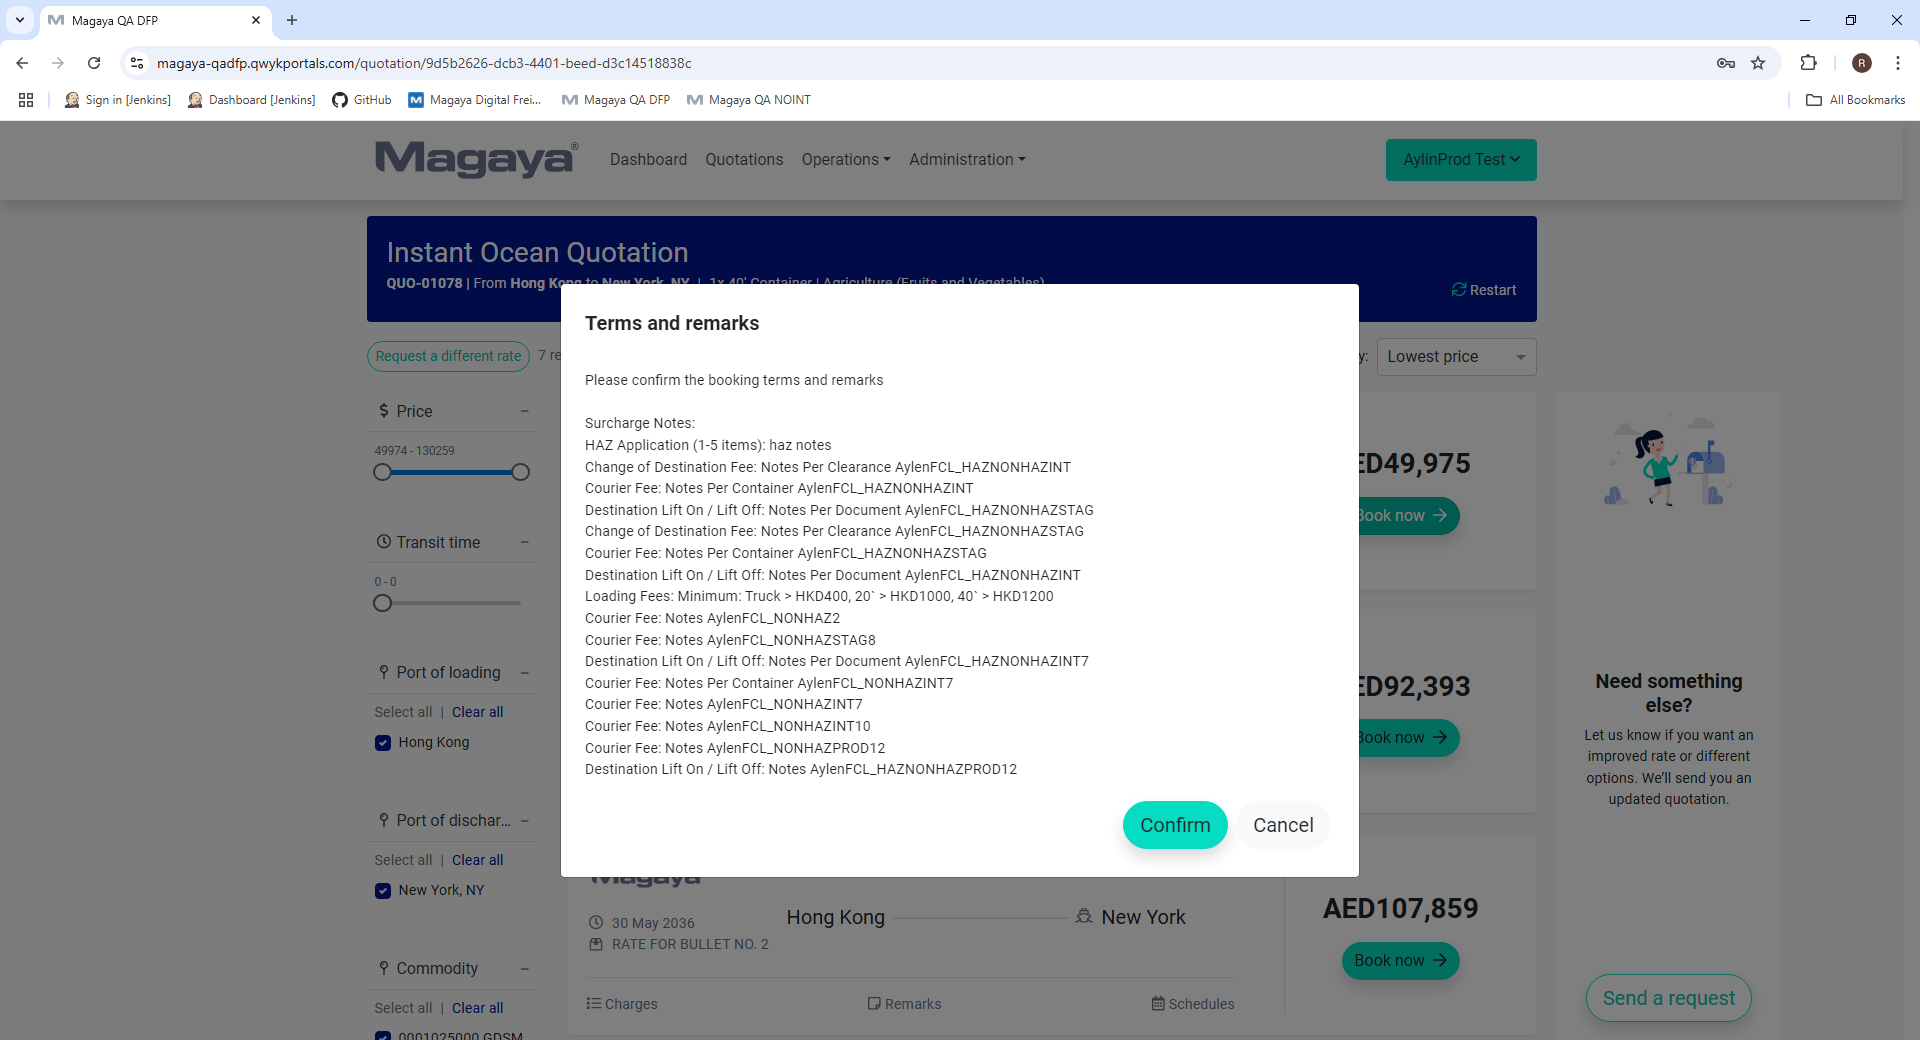 Magaya QA DFP
magaya-qadfp.qwykportals.com/quotation/9d5b2626-dcb3-4401-beed-d3c14518838c
R
Sign in [Jenkins]
Dashboard [Jenkins]
GitHub
Magaya Digital Frei...
Magaya QA DFP
Magaya QA NOINT
All Bookmarks
Magaya®
Dashboard
Quotations
Operations
Administration
AylinProd Test
Instant Ocean Quotation
QUO-01078 | From Hong Kong to New York, NY | 1x 40' Container | Agriculture (Fruits and Vegetables)
Restart
Request a different rate
7 re
y:
Lowest price
Terms and remarks
Please confirm the booking terms and remarks
Surcharge Notes:
HAZ Application (1-5 items): haz notes
Change of Destination Fee: Notes Per Clearance AylenFCL_HAZNONHAZINT
Courier Fee: Notes Per Container AylenFCL_HAZNONHAZINT
Destination Lift On / Lift Off: Notes Per Document AylenFCL_HAZNONHAZSTAG
Change of Destination Fee: Notes Per Clearance AylenFCL_HAZNONHAZSTAG
Courier Fee: Notes Per Container AylenFCL_HAZNONHAZSTAG
Destination Lift On / Lift Off: Notes Per Document AylenFCL_HAZNONHAZINT
Loading Fees: Minimum: Truck > HKD400, 20` > HKD1000, 40` > HKD1200
Courier Fee: Notes AylenFCL_NONHAZ2
Courier Fee: Notes AylenFCL_NONHAZSTAG8
Destination Lift On / Lift Off: Notes Per Document AylenFCL_HAZNONHAZINT7
Courier Fee: Notes Per Container AylenFCL_NONHAZINT7
Courier Fee: Notes AylenFCL_NONHAZINT7
Courier Fee: Notes AylenFCL_NONHAZINT10
Courier Fee: Notes AylenFCL_NONHAZPROD12
Destination Lift On / Lift Off: Notes AylenFCL_HAZNONHAZPROD12
Confirm
Cancel
Price
49974 - 130259
Transit time
0 - 0
Port of loading
Select all | Clear all
Hong Kong
Port of dischar...
Select all | Clear all
New York, NY
Commodity
Select all | Clear all
0001025000 GDSM
ED49,975
Book now
ED92,393
Book now
Magaya
30 May 2036
RATE FOR BULLET NO. 2
Hong Kong
New York
AED107,859
Book now
Charges
Remarks
Schedules
Need something
else?
Let us know if you want an
improved rate or different
options. We'll send you an
updated quotation.
Send a request